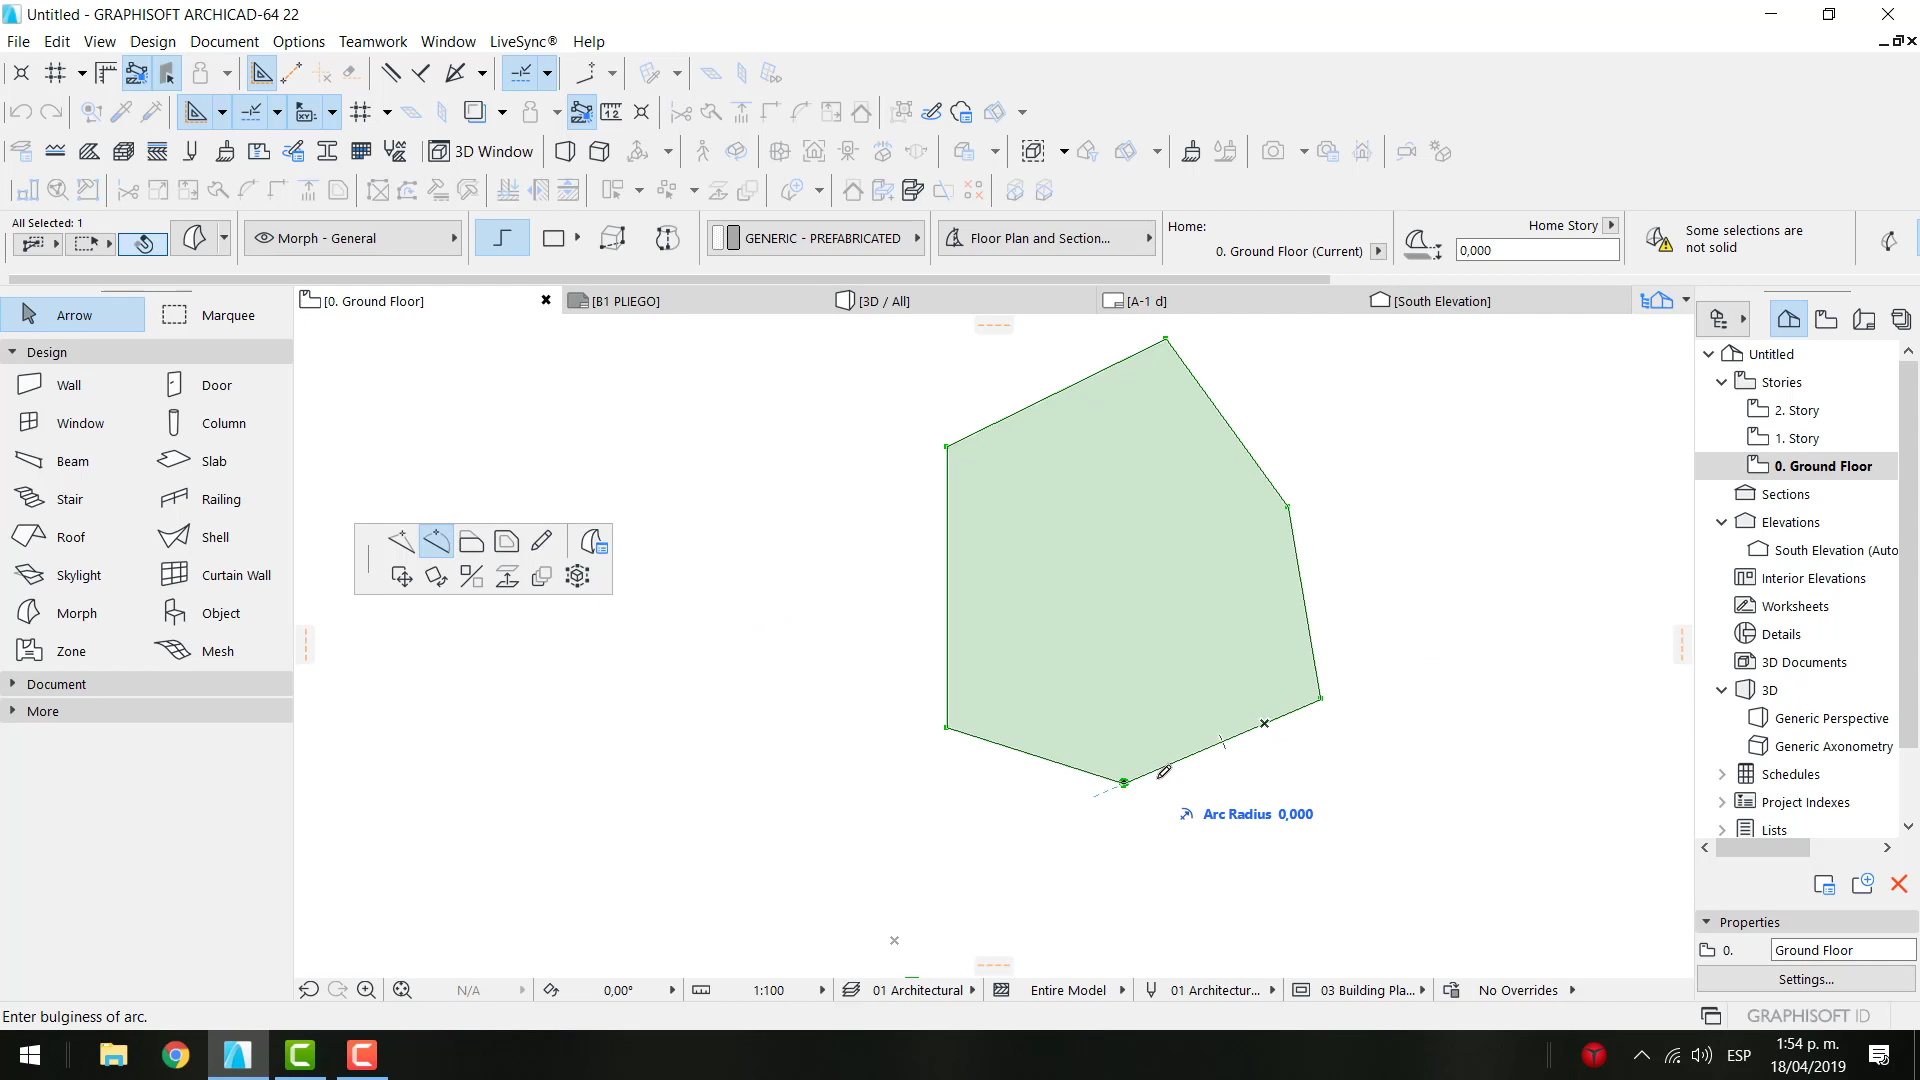 Untitled - GRAPHISOFT ARCHICAD-64 22
File Edit View Design Document Options Teamwork Window LiveSync® Help
12
XY:
3D Window
All Selected: 1
Morph - General
GENERIC - PREFABRICATED
Floor Plan and Section...
Home:
0. Ground Floor (Current)
Home Story
0,000
Some selections are
not solid
[0. Ground Floor]
[B1 PLIEGO]
[3D / All]
[A-1 d]
[South Elevation]
Arrow Marquee
Design
Wall Door
Window Column
Beam Slab
Stair Railing
Roof Shell
Skylight Curtain Wall
Morph Object
Zone Mesh
Document
More
Arc Radius 0,000
Untitled
Stories
2. Story
1. Story
0. Ground Floor
Sections
Elevations
South Elevation (Auto
Interior Elevations
Worksheets
Details
3D Documents
3D
Generic Perspective
Generic Axonometry
Schedules
Project Indexes
Lists
Properties
0. Ground Floor
Settings...
N/A 0,00° 1:100 01 Architectural Entire Model 01 Architectur... 03 Building Pla... No Overrides
Enter bulginess of arc.
GRAPHISOFT ID
ESP
1:54 p. m.
18/04/2019